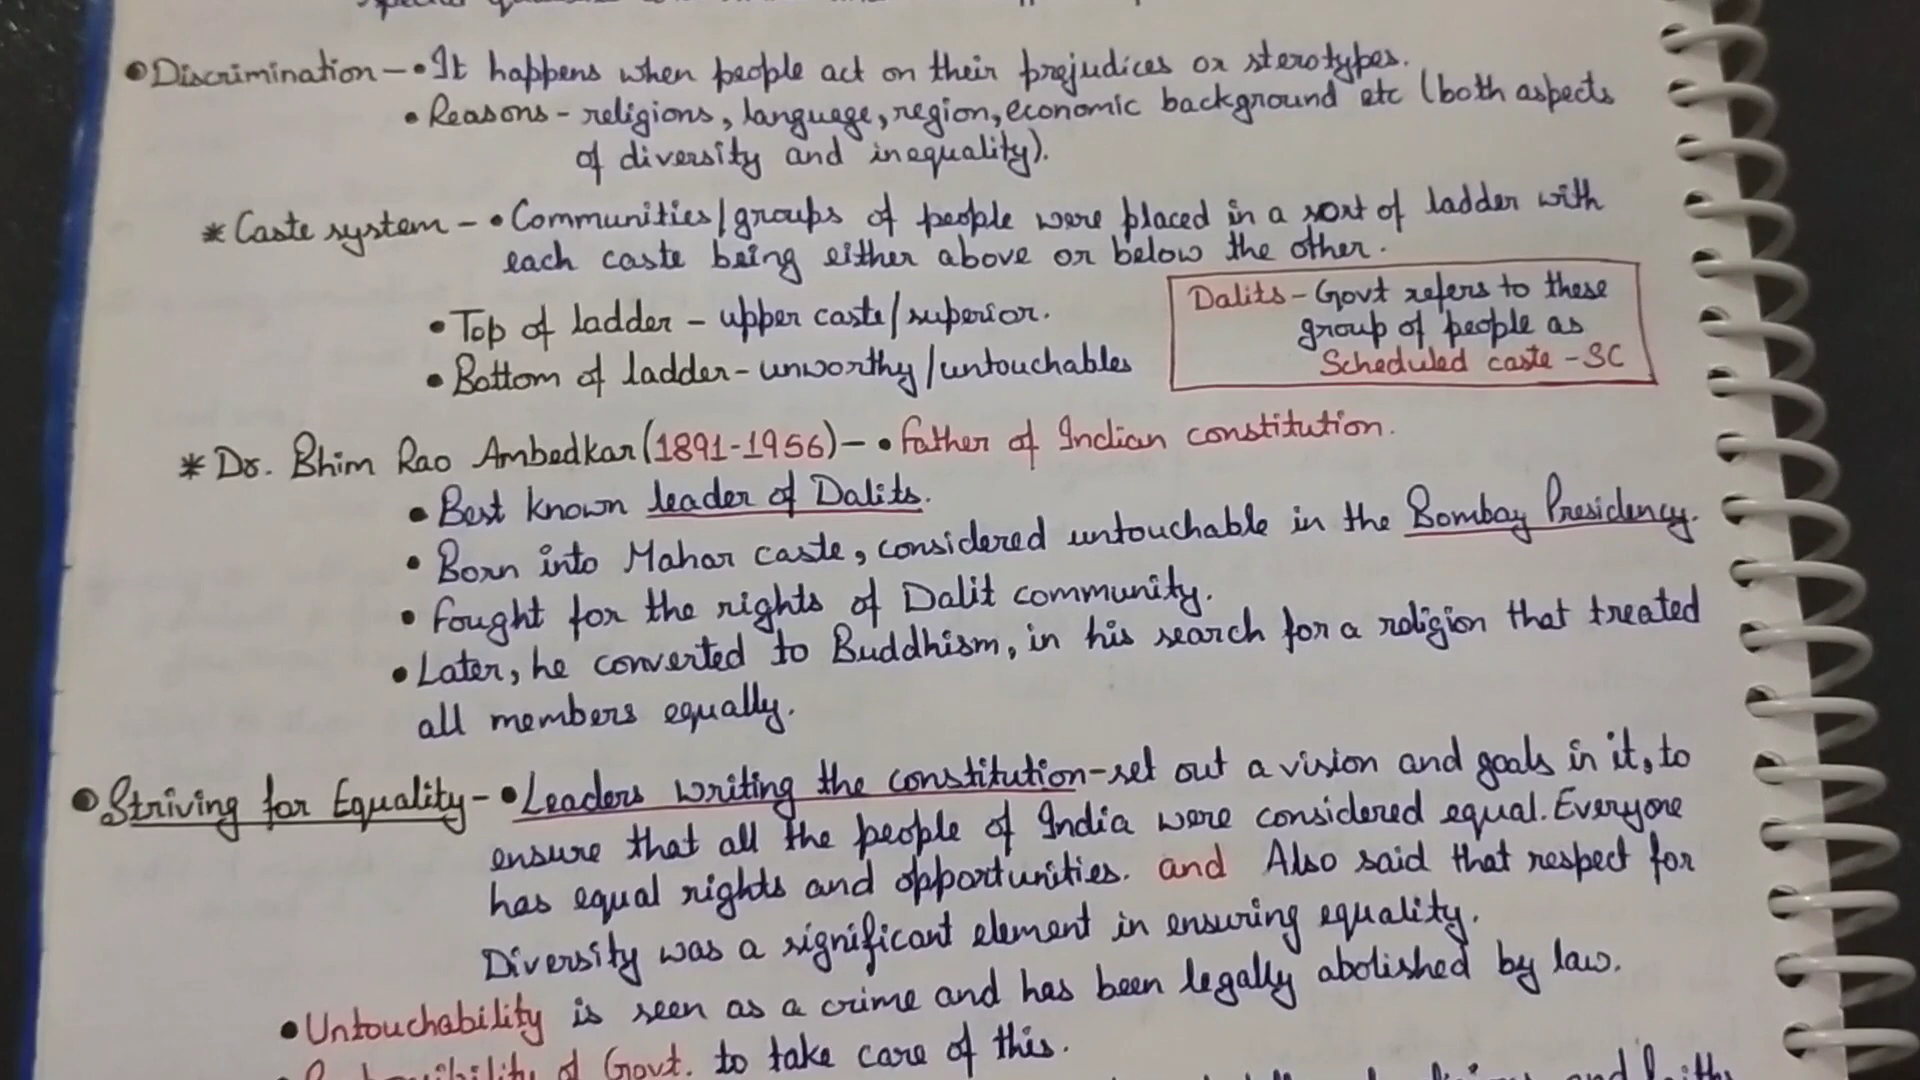 • Discrimination – • It happens when people act on their prejudices or sterotypes.
• Reasons - religions, language, region, economic background etc (both aspects
of diversity and inequality).
* Caste system – • Communities/groups of people were placed in a sort of ladder with
each caste being either above or below the other.
• Top of ladder – upper caste/superior.
• Bottom of ladder – unworthy/untouchables
Dalits – Govt refers to these
group of people as
Scheduled caste - SC
* Dr. Bhim Rao Ambedkar (1891-1956) – • Father of Indian constitution.
• Best known leader of Dalits.
• Born into Mahar caste, considered untouchable in the Bombay Presidency.
• Fought for the rights of Dalit community.
• Later, he converted to Buddhism, in his search for a religion that treated
all members equally.
• Striving for Equality - • Leaders writing the constitution - set out a vision and goals in it, to
ensure that all the people of India were considered equal. Everyone
has equal rights and opportunities. and Also said that respect for
Diversity was a significant element in ensuring equality.
• Untouchability is seen as a crime and has been legally abolished by law.
of Govt. to take care of this.